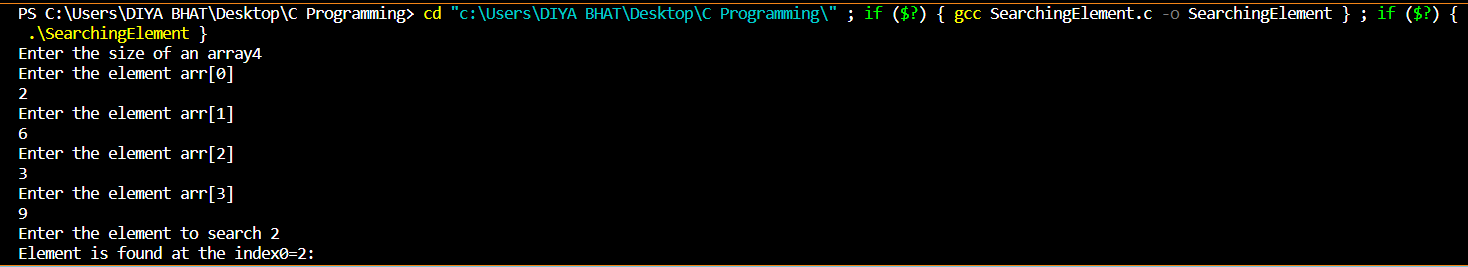 PS C:\Users\DIYA BHAT\Desktop\C Programming> cd "c:\Users\DIYA BHAT\Desktop\C Programming\" ; if ($?) { gcc SearchingElement.c -o SearchingElement } ; if ($?) {
.\SearchingElement }
Enter the size of an array4
Enter the element arr[0]
2
Enter the element arr[1]
6
Enter the element arr[2]
3
Enter the element arr[3]
9
Enter the element to search 2
Element is found at the index0=2: